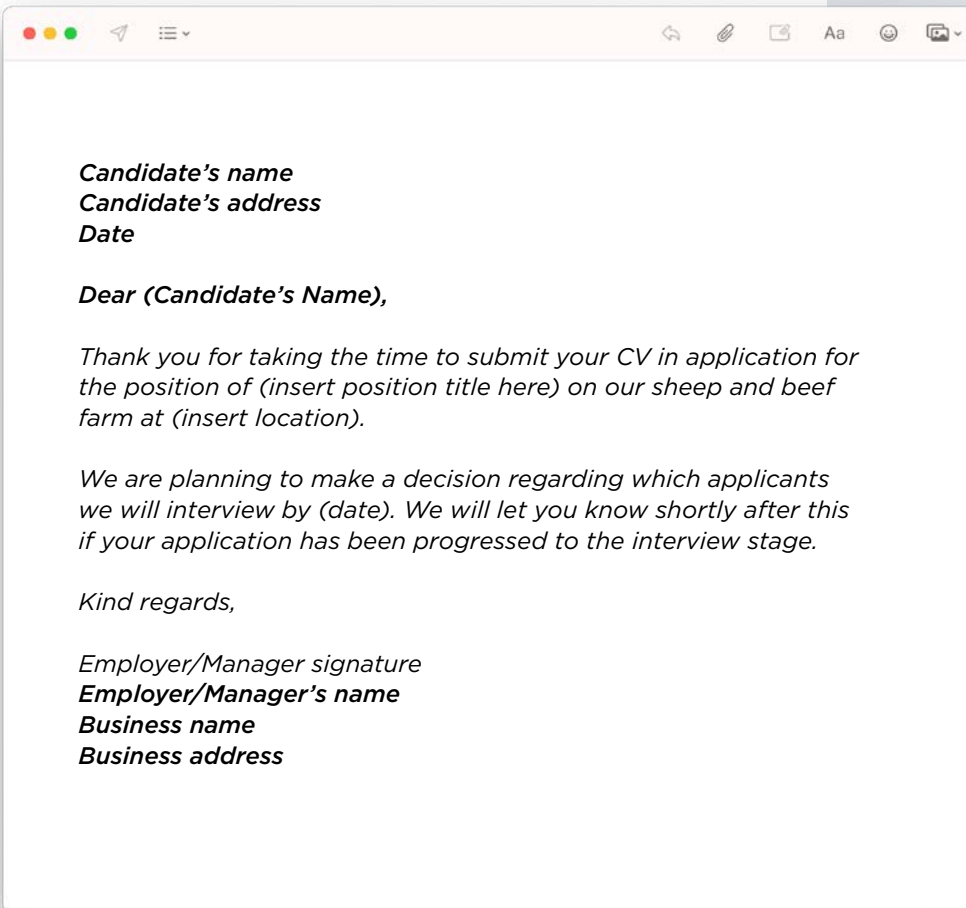 Aa
Candidate’s name
Candidate’s address
Date
Dear (Candidate’s Name),
Thank you for taking the time to submit your CV in application for
the position of (insert position title here) on our sheep and beef
farm at (insert location).
We are planning to make a decision regarding which applicants
we will interview by (date). We will let you know shortly after this
if your application has been progressed to the interview stage.
Kind regards,
Employer/Manager signature
Employer/Manager’s name
Business name
Business address